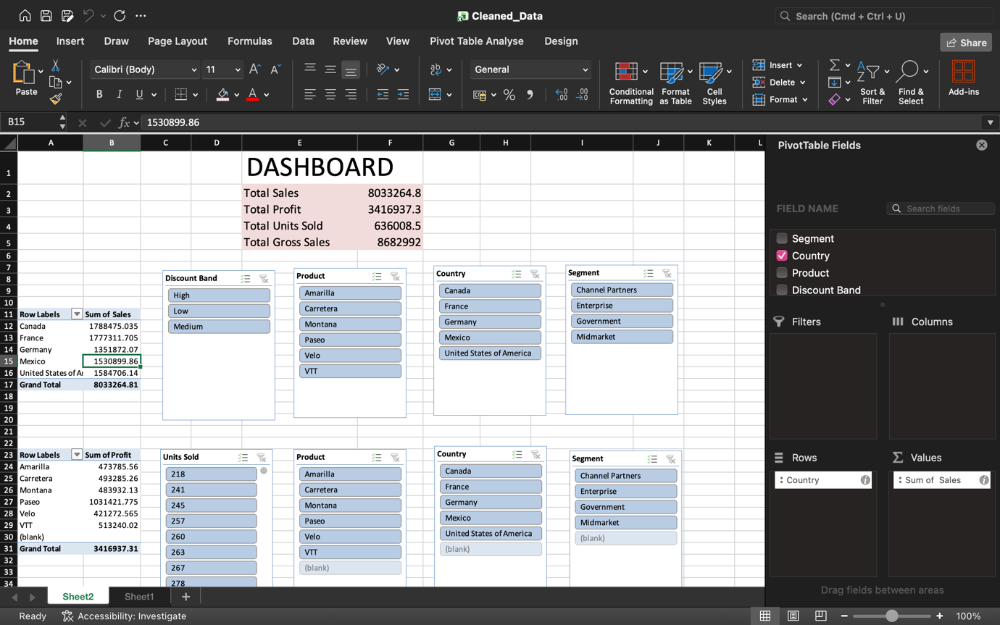 Cleaned_Data
Search (Cmd + Ctrl + U)
Home Insert Draw Page Layout Formulas Data Review View Pivot Table Analyse Design
Share
Paste
Calibri (Body) 11
B I U
General
Conditional Formatting
Format as Table
Cell Styles
Insert
Delete
Format
Sort & Filter
Find & Select
Add-ins
B15 fx 1530899.86
A B C D E F G H I J K L
1 DASHBOARD
2 Total Sales 8033264.8
3 Total Profit 3416937.3
4 Total Units Sold 636008.5
5 Total Gross Sales 8682992
6
7
8
9
10
11 Row Labels Sum of Sales
12 Canada 1788475.035
13 France 1777311.705
14 Germany 1351872.07
15 Mexico 1530899.86
16 United States of Ar 1584706.14
17 Grand Total 8033264.81
18
19
20
21
22
23 Row Labels Sum of Profit
24 Amarilla 473785.56
25 Carretera 493285.26
26 Montana 483932.13
27 Paseo 1031421.775
28 Velo 421272.565
29 VTT 513240.02
30 (blank)
31 Grand Total 3416937.31
32
33
34
Discount Band
High
Low
Medium
Product
Amarilla
Carretera
Montana
Paseo
Velo
VTT
Country
Canada
France
Germany
Mexico
United States of America
Segment
Channel Partners
Enterprise
Government
Midmarket
Units Sold
218
241
245
257
260
263
267
278
Product
Amarilla
Carretera
Montana
Paseo
Velo
VTT
(blank)
Country
Canada
France
Germany
Mexico
United States of America
(blank)
Segment
Channel Partners
Enterprise
Government
Midmarket
(blank)
PivotTable Fields
FIELD NAME
Search fields
Segment
Country
Product
Discount Band
Filters
Columns
Rows
Values
Country
Sum of Sales
Drag fields between areas
Sheet2 Sheet1
Ready Accessibility: Investigate
100%